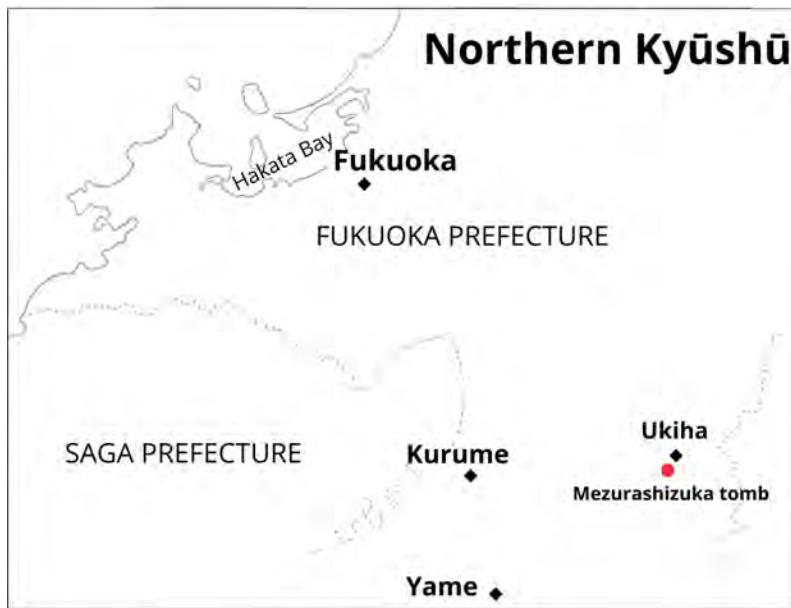 Northern Kyūshū
Hakata Bay
Fukuoka
FUKUOKA PREFECTURE
SAGA PREFECTURE
Kurume
Ukiha
Mezurashizuka tomb
Yame